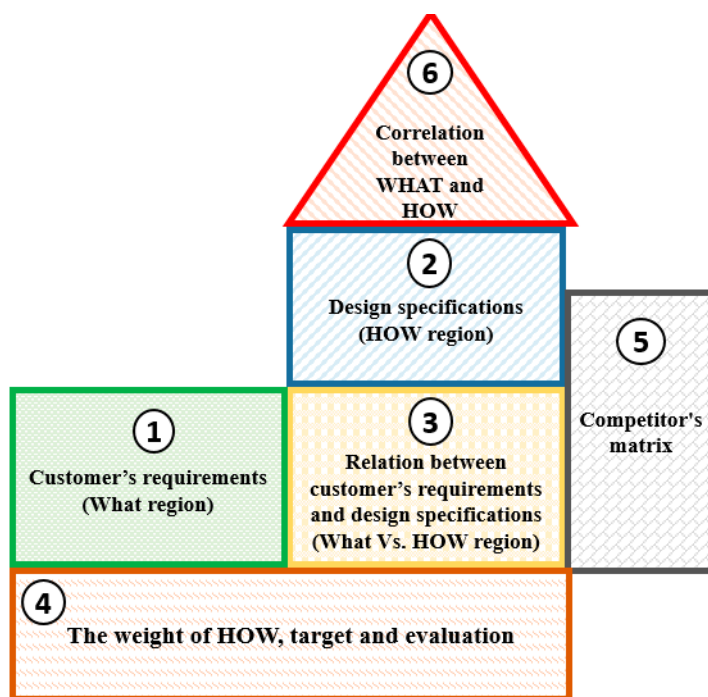 6
Correlation
between
WHAT and
HOW
2
Design specifications
(HOW region)
1
Customer’s requirements
(What region)
3
Relation between
customer’s requirements
and design specifications
(What Vs. HOW region)
5
Competitor's
matrix
4
The weight of HOW, target and evaluation